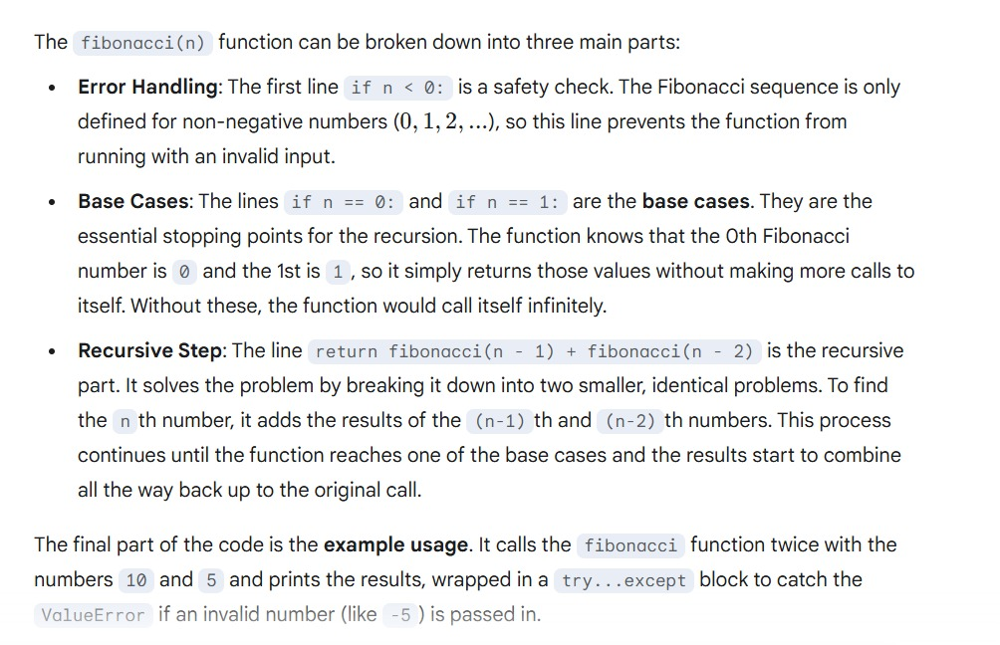 The fibonacci(n) function can be broken down into three main parts:
• Error Handling: The first line if n < 0: is a safety check. The Fibonacci sequence is only
defined for non-negative numbers (0, 1, 2, ...), so this line prevents the function from
running with an invalid input.
• Base Cases: The lines if n == 0: and if n == 1: are the base cases. They are the
essential stopping points for the recursion. The function knows that the 0th Fibonacci
number is 0 and the 1st is 1, so it simply returns those values without making more calls to
itself. Without these, the function would call itself infinitely.
• Recursive Step: The line return fibonacci(n - 1) + fibonacci(n - 2) is the recursive
part. It solves the problem by breaking it down into two smaller, identical problems. To find
the nth number, it adds the results of the (n-1)th and (n-2)th numbers. This process
continues until the function reaches one of the base cases and the results start to combine
all the way back up to the original call.
The final part of the code is the example usage. It calls the fibonacci function twice with the
numbers 10 and 5 and prints the results, wrapped in a try...except block to catch the
ValueError if an invalid number (like -5) is passed in.